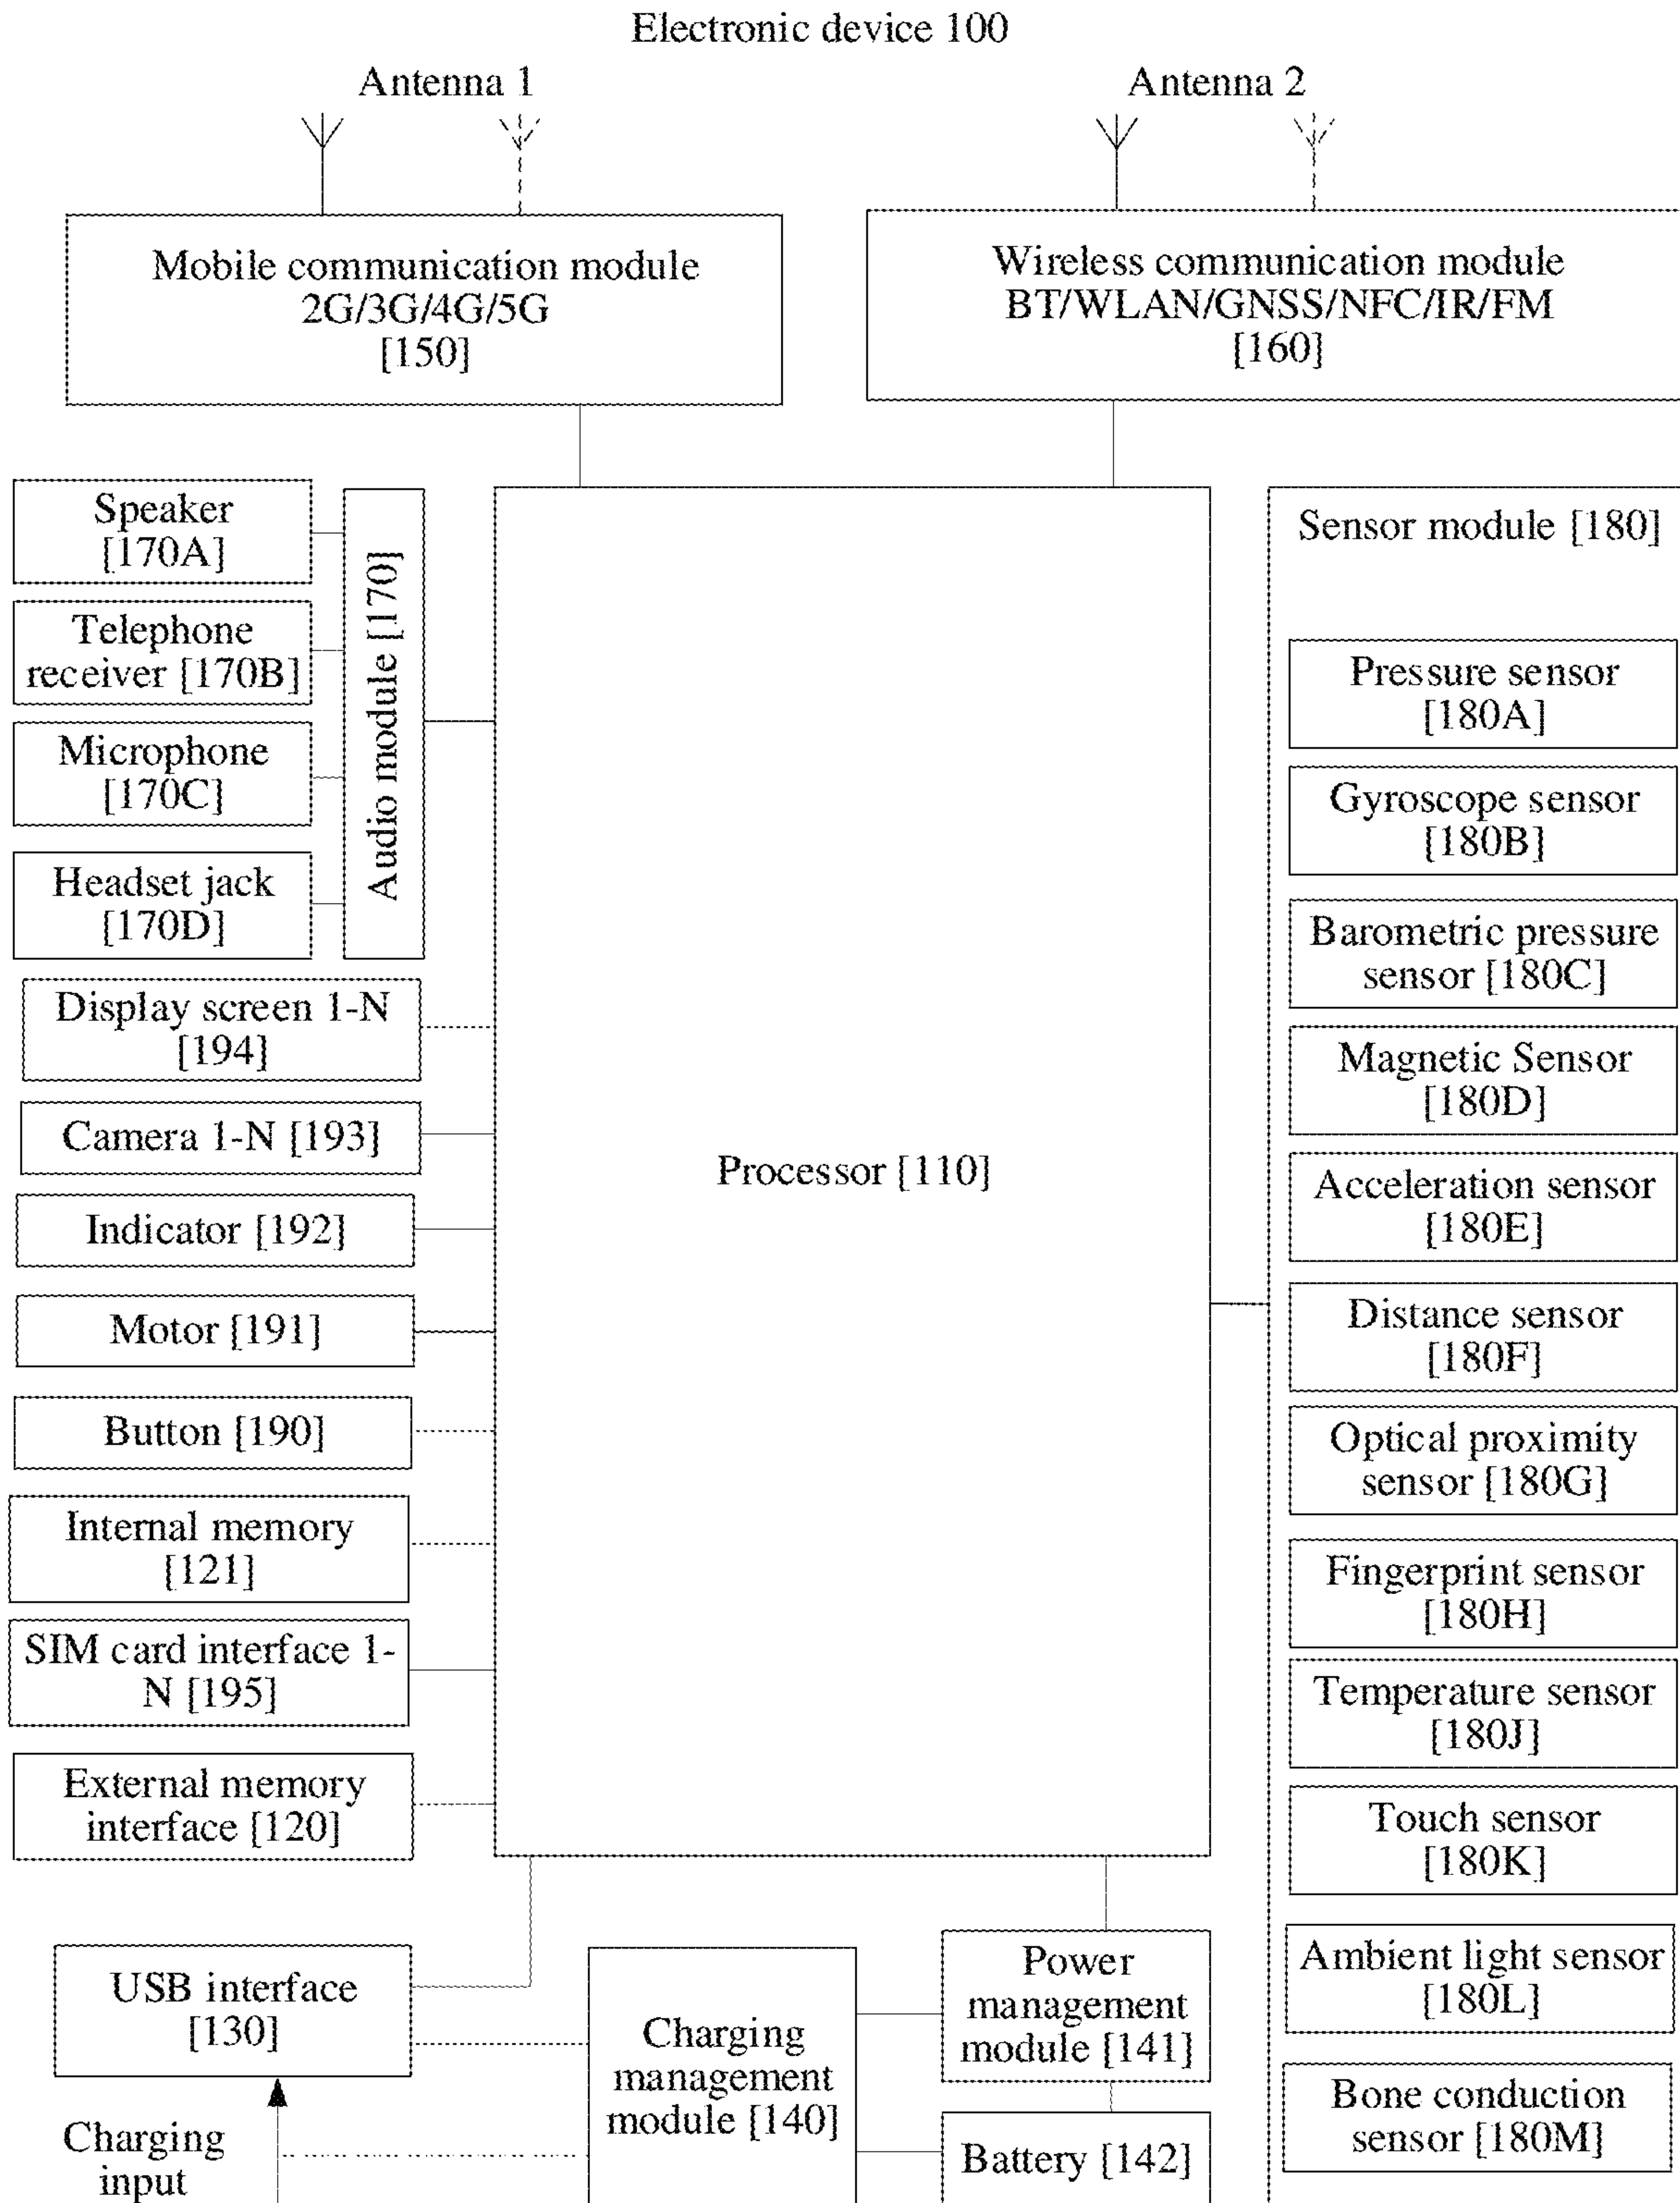 Electronic device 100
Antenna 1
Antenna 2
Mobile communication module
2G/3G/4G/5G
[150]
Wireless communication module
BT/WLAN/GNSS/NFC/IR/FM
[160]
Speaker
[170A]
Telephone
receiver [170B]
Microphone
[170C]
Headset jack
[170D]
Audio module [170]
Display screen 1-N
[194]
Camera 1-N [193]
Indicator [192]
Motor [191]
Button [190]
Internal memory
[121]
SIM card interface 1-
N [195]
External memory
interface [120]
Processor [110]
Sensor module [180]
Pressure sensor
[180A]
Gyroscope sensor
[180B]
Barometric pressure
sensor [180C]
Magnetic Sensor
[180D]
Acceleration sensor
[180E]
Distance sensor
[180F]
Optical proximity
sensor [180G]
Fingerprint sensor
[180H]
Temperature sensor
[180J]
Touch sensor
[180K]
Ambient light sensor
[180L]
Bone conduction
sensor [180M]
USB interface
[130]
Charging
input
Charging
management
module [140]
Power
management
module [141]
Battery [142]